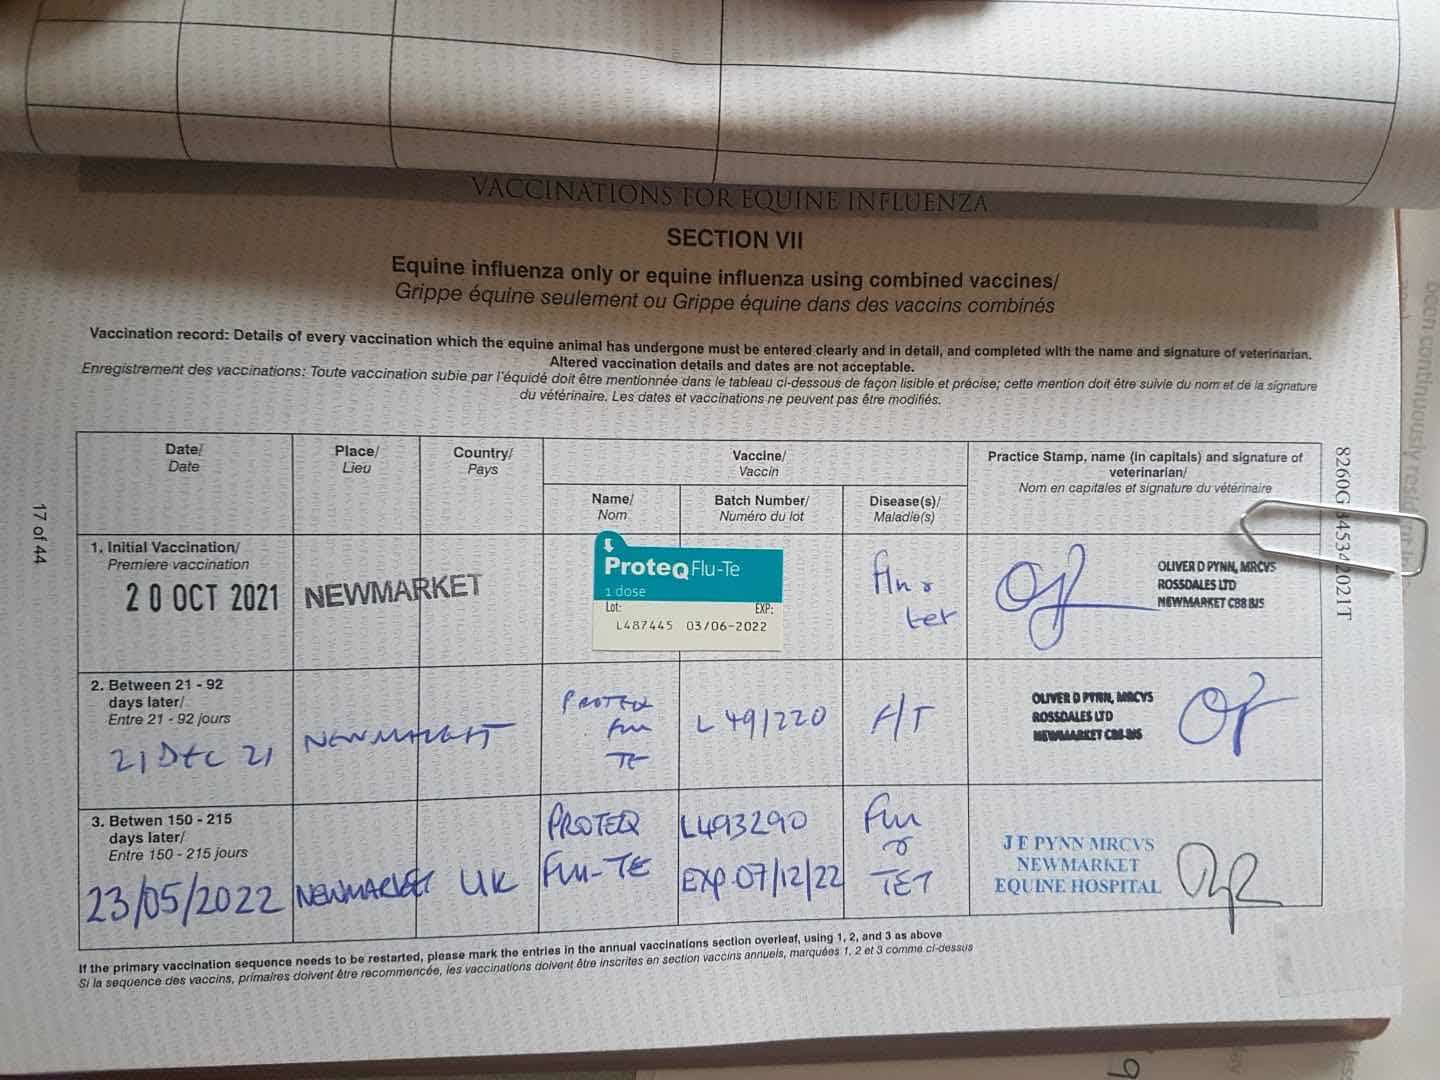 VACCINATIONS FOR EQUINE INFLUENZA
SECTION VII
Equine influenza only or equine influenza using combined vaccines/
Grippe équine seulement ou Grippe équine dans des vaccins combinés
Vaccination record: Details of every vaccination which the equine animal has undergone must be entered clearly and in detail, and completed with the name and signature of veterinarian.
Altered vaccination details and dates are not acceptable.
Enregistrement des vaccinations: Toute vaccination subie par l'équidé doit être mentionnée dans le tableau ci-dessous de façon lisible et précise; cette mention doit être suivie du nom et de la signature
du vétérinaire. Les dates et vaccinations ne peuvent pas être modifiés.
Date/
Date
Place/
Lieu
Country/
Pays
Vaccine/
Vaccin
Name/
Nom
Batch Number/
Numéro du lot
Disease(s)/
Maladie(s)
Practice Stamp, name (in capitals) and signature of
veterinarian/
Nom en capitales et signature du vétérinaire
1. Initial Vaccination/
Premiere vaccination
20 OCT 2021
NEWMARKET
ProteqFlu-Te
1 dose
Lot: EXP:
L487445 03/06-2022
Flu &
tet
OLIVER D PYNN, MRCVS
ROSSDALES LTD
NEWMARKET CB8
2. Between 21 - 92
days later/
Entre 21 - 92 jours
21 DEC 21
NEWMARKET
PROTEQ
Flu
TE
L 491220
F/T
OLIVER D PYNN, MRCVS
ROSSDALES LTD
NEWMARKET
3. Betwen 150 - 215
days later/
Entre 150 - 215 jours
23/05/2022
NEWMARKET
UK
PROTEQ
FLU-TE
L493290
EXP 07/12/22
Flu
&
TET
J E PYNN MRCVS
NEWMARKET
EQUINE HOSPITAL
If the primary vaccination sequence needs to be restarted, please mark the entries in the annual vaccinations section overleaf, using 1, 2, and 3 as above
Si la sequence des vaccins, primaires doivent être recommencée, les vaccinations doivent être inscrites en section vaccins annuels, marquées 1, 2 et 3 comme ci-dessus
17 of 44
been continuously